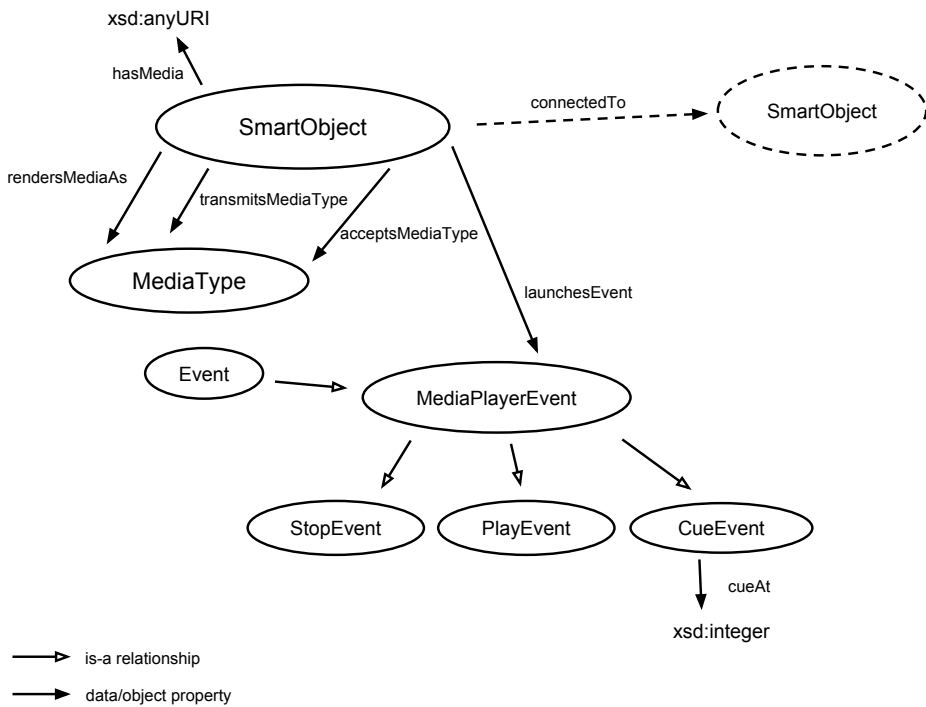 xsd:anyURI
hasMedia
SmartObject
connectedTo
SmartObject
rendersMediaAs
transmitsMediaType
acceptsMediaType
MediaType
launchesEvent
Event
MediaPlayerEvent
StopEvent
PlayEvent
CueEvent
cueAt
xsd:integer
is-a relationship
data/object property